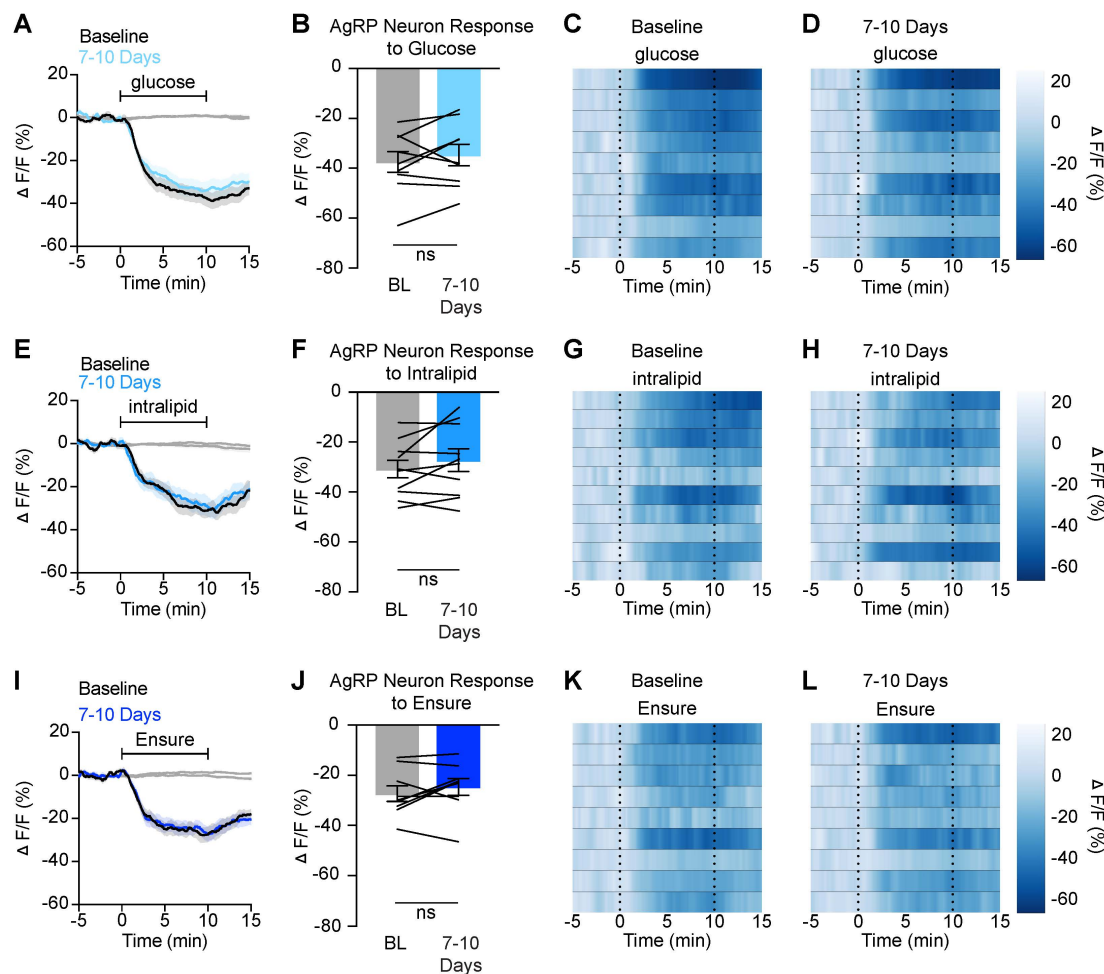 A
Baseline
7-10 Days
glucose
20
0
-20
-40
-60
Δ F/F (%)
-5 0 5 10 15
Time (min)
B
AgRP Neuron Response
to Glucose
0
-20
-40
-60
-80
Δ F/F (%)
ns
BL
7-10
Days
C
Baseline
glucose
-5 0 5 10 15
Time (min)
D
7-10 Days
glucose
-5 0 5 10 15
Time (min)
20
0
-20
-40
-60
Δ F/F (%)
E
Baseline
7-10 Days
intralipid
20
0
-20
-40
-60
Δ F/F (%)
-5 0 5 10 15
Time (min)
F
AgRP Neuron Response
to Intralipid
0
-20
-40
-60
-80
Δ F/F (%)
ns
BL
7-10
Days
G
Baseline
intralipid
-5 0 5 10 15
Time (min)
H
7-10 Days
intralipid
-5 0 5 10 15
Time (min)
20
0
-20
-40
-60
Δ F/F (%)
I
Baseline
7-10 Days
Ensure
20
0
-20
-40
-60
Δ F/F (%)
-5 0 5 10 15
Time (min)
J
AgRP Neuron Response
to Ensure
0
-20
-40
-60
-80
Δ F/F (%)
ns
BL
7-10
Days
K
Baseline
Ensure
-5 0 5 10 15
Time (min)
L
7-10 Days
Ensure
-5 0 5 10 15
Time (min)
20
0
-20
-40
-60
Δ F/F (%)